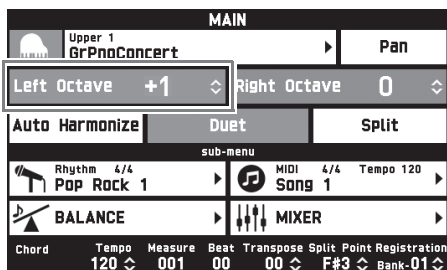 MAIN
Upper 1
GrPnoConcert
Pan
Left Octave +1 Right Octave 0
Auto Harmonize Duet Split
sub-menu
Rhythm 4/4
Pop Rock 1
MIDI 4/4 Tempo 120
Song 1
BALANCE MIXER
Chord Tempo Measure Beat Transpose Split Point Registration
120 001 00 00 F#3 Bank-01